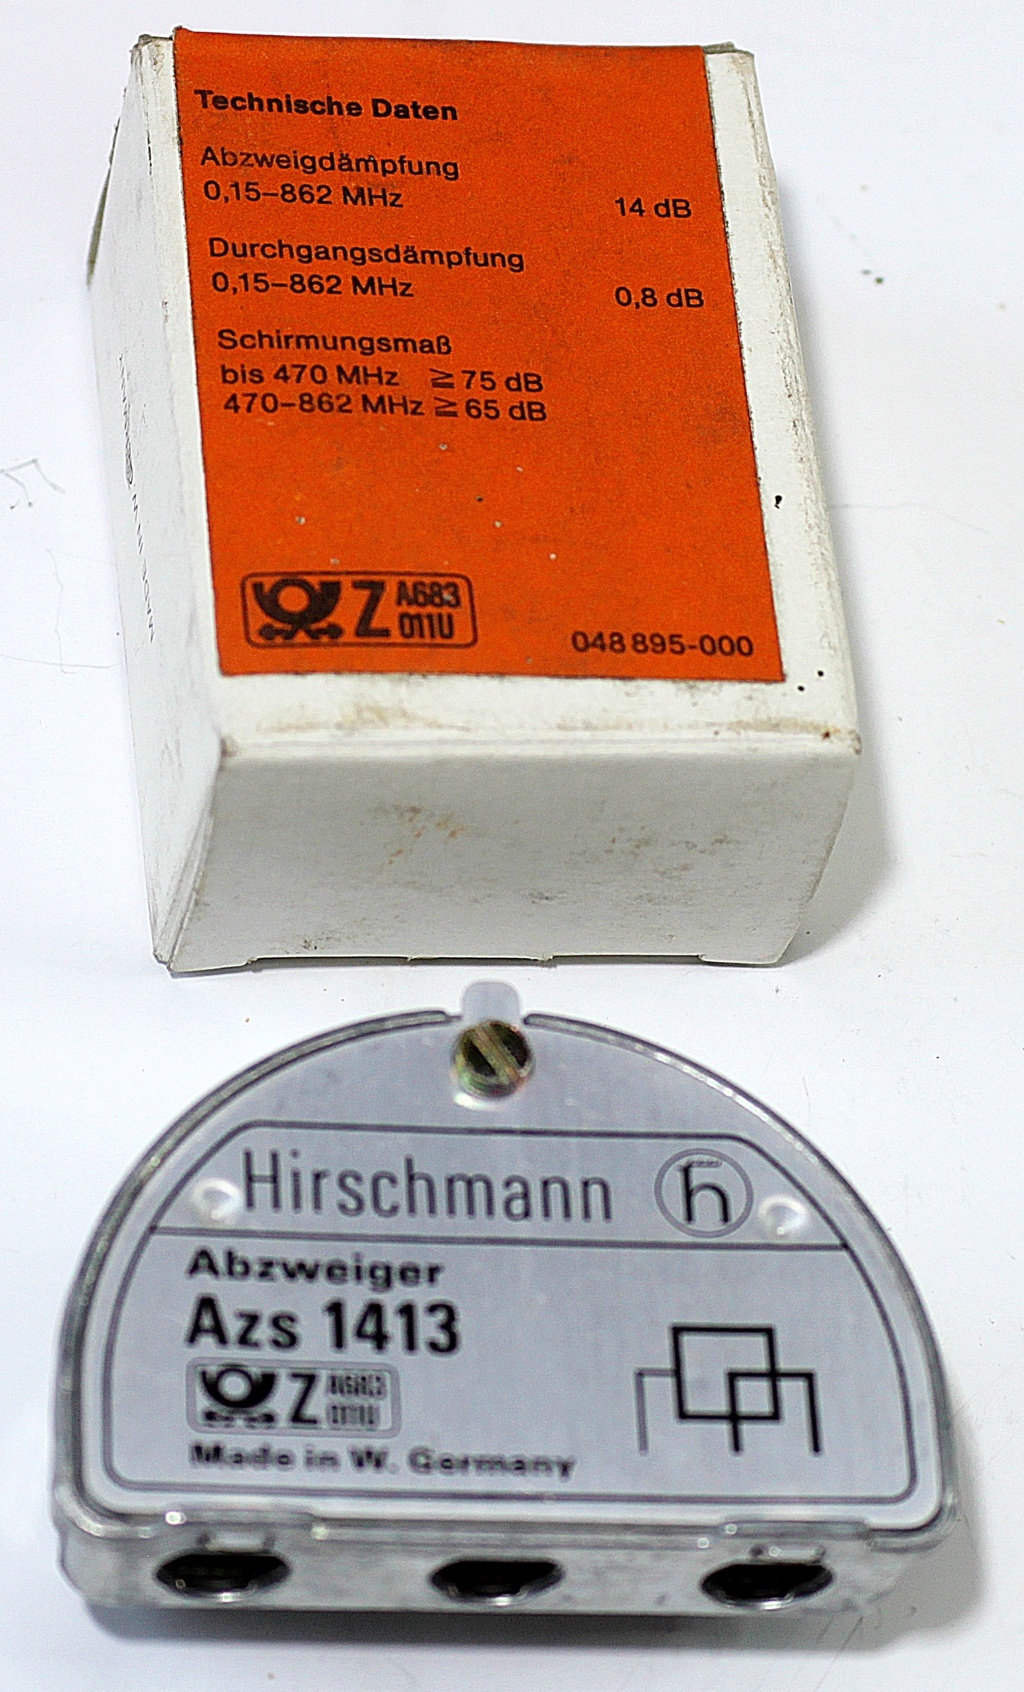 Technische Daten
Abzweigdämpfung
0,15–862 MHz 14 dB
Durchgangsdämpfung
0,15–862 MHz 0,8 dB
Schirmungsmaß
bis 470 MHz ≧ 75 dB
470–862 MHz ≧ 65 dB
Z A683
011U
048 895-000
Hirschmann h
Abzweiger
Azs 1413
Z A683
011U
Made in W. Germany